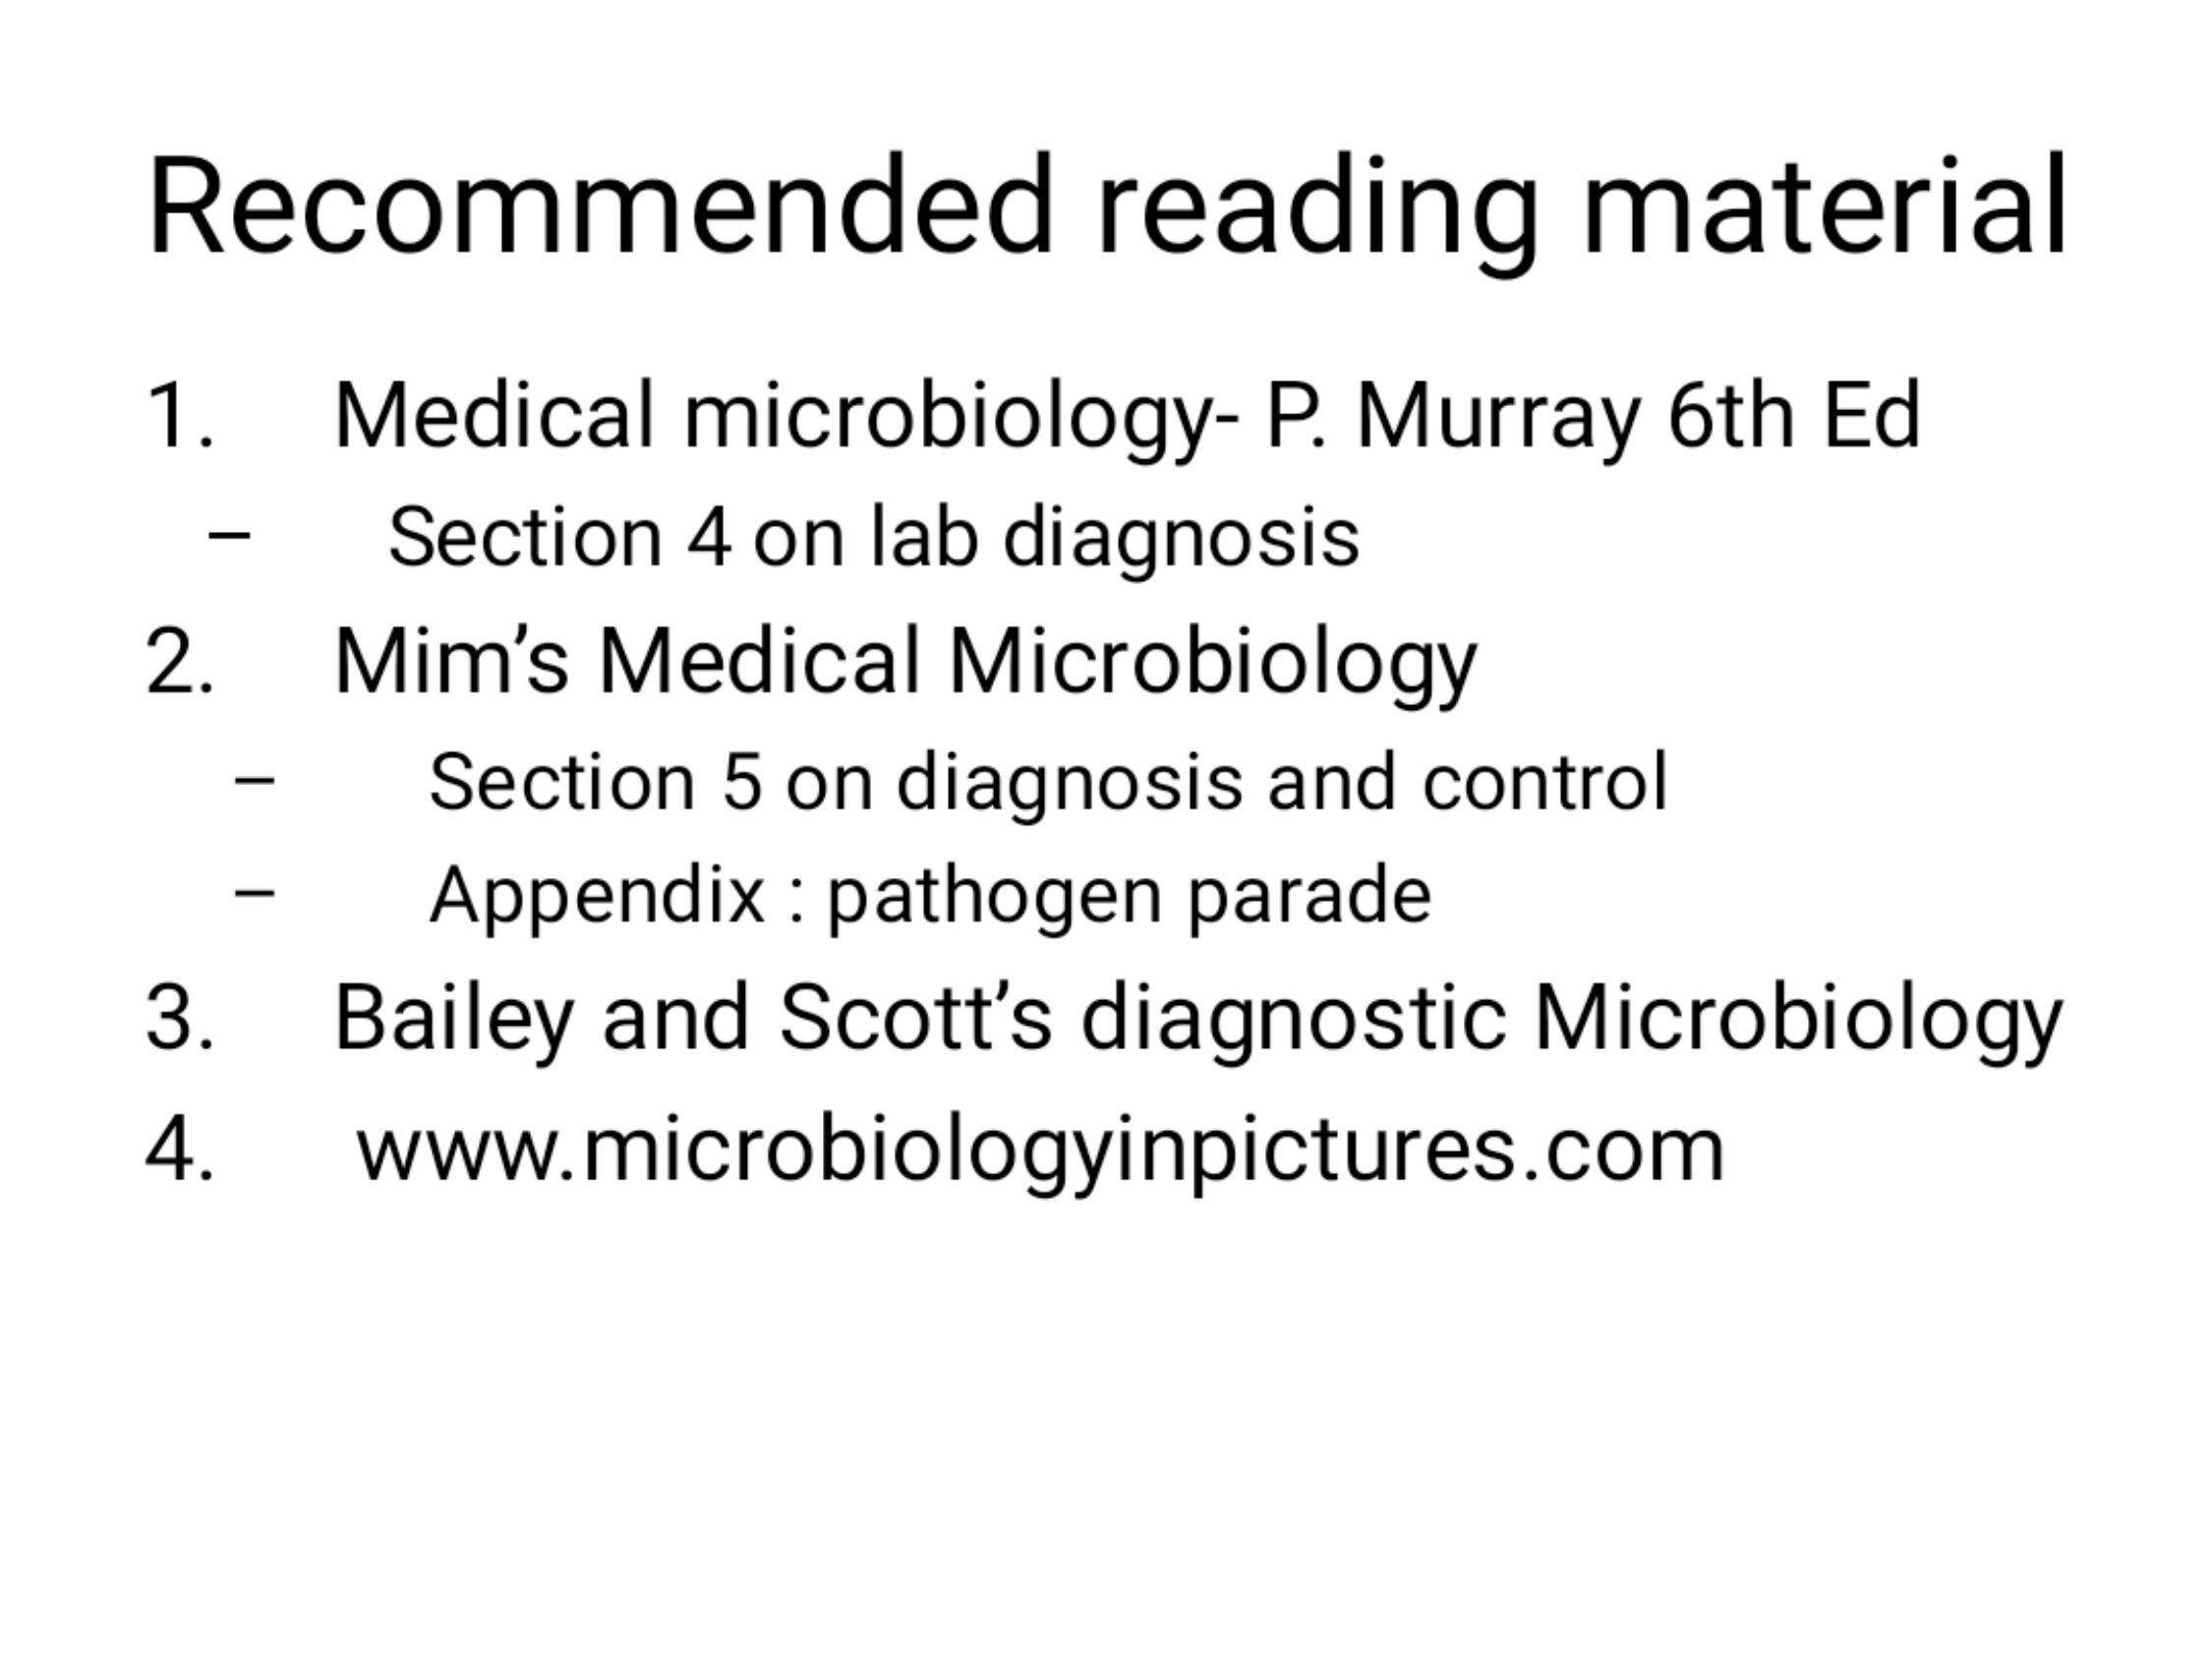 Recommended reading material
1. Medical microbiology- P. Murray 6th Ed
– Section 4 on lab diagnosis
2. Mim’s Medical Microbiology
– Section 5 on diagnosis and control
– Appendix : pathogen parade
3. Bailey and Scott’s diagnostic Microbiology
4. www.microbiologyinpictures.com